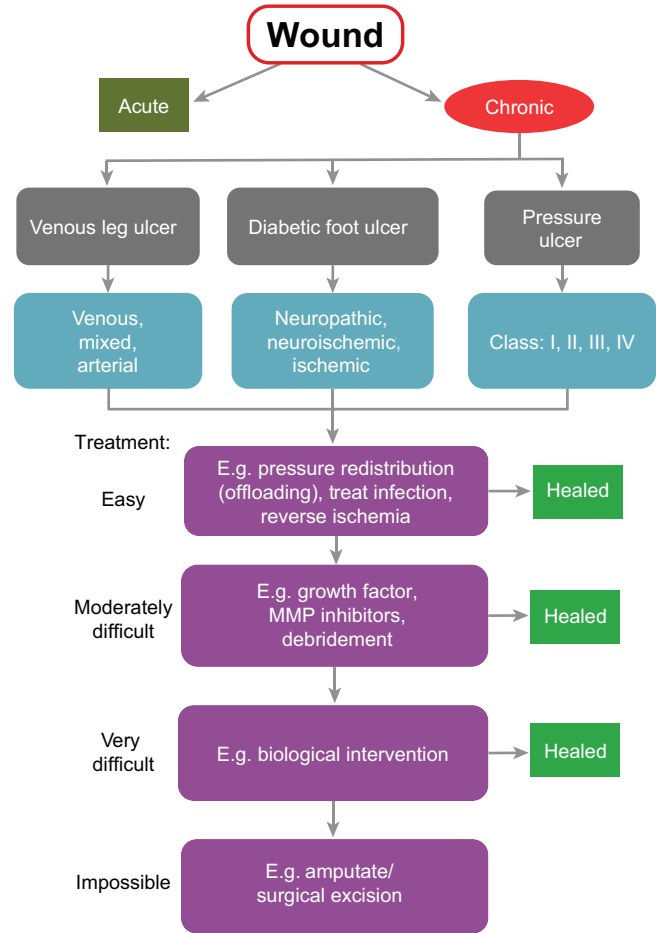 Wound
Acute
Chronic
Venous leg ulcer
Diabetic foot ulcer
Pressure
ulcer
Venous,
mixed,
arterial
Neuropathic,
neuroischemic,
ischemic
Class: I, II, III, IV
Treatment:
Easy
E.g. pressure redistribution
(offloading), treat infection,
reverse ischemia
Healed
Moderately
difficult
E.g. growth factor,
MMP inhibitors,
debridement
Healed
Very
difficult
E.g. biological intervention
Healed
Impossible
E.g. amputate/
surgical excision